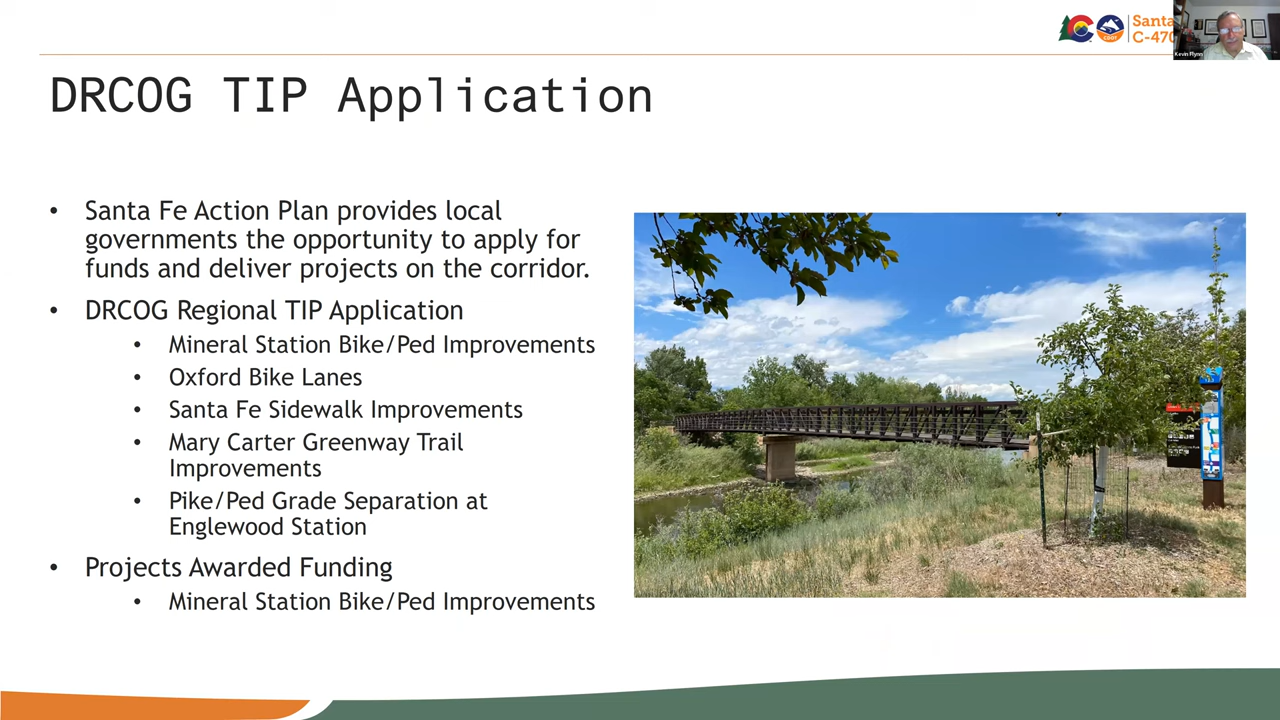 Santa
C-470
Kevin Flynn
DRCOG TIP Application
• Santa Fe Action Plan provides local
governments the opportunity to apply for
funds and deliver projects on the corridor.
• DRCOG Regional TIP Application
• Mineral Station Bike/Ped Improvements
• Oxford Bike Lanes
• Santa Fe Sidewalk Improvements
• Mary Carter Greenway Trail
Improvements
• Pike/Ped Grade Separation at
Englewood Station
• Projects Awarded Funding
• Mineral Station Bike/Ped Improvements